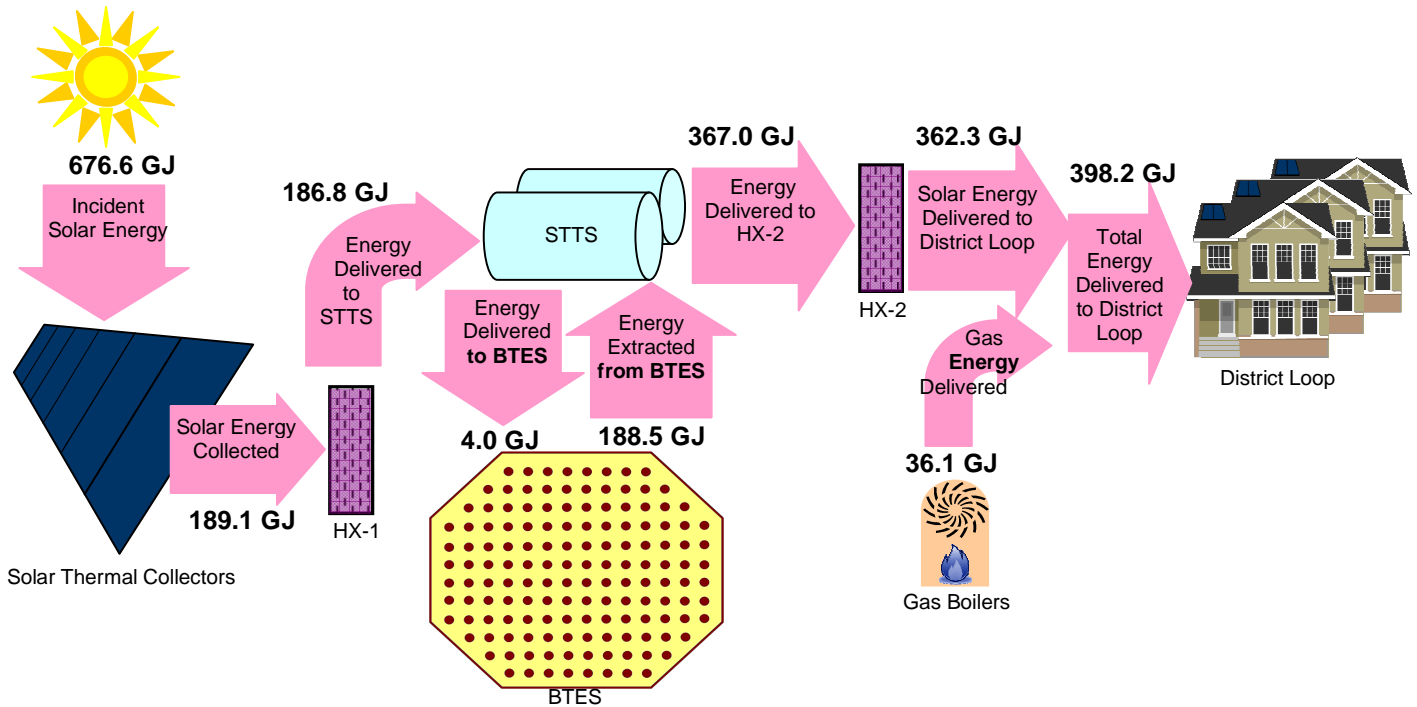 676.6 GJ
Incident
Solar Energy
Solar Thermal Collectors
Solar Energy
Collected
189.1 GJ
HX-1
186.8 GJ
Energy
Delivered
to
STTS
STTS
Energy
Delivered
to BTES
4.0 GJ
Energy
Extracted
from BTES
188.5 GJ
BTES
367.0 GJ
Energy
Delivered to
HX-2
HX-2
362.3 GJ
Solar Energy
Delivered to
District Loop
Gas
Energy
Delivered
36.1 GJ
Gas Boilers
398.2 GJ
Total
Energy
Delivered
to District
Loop
District Loop